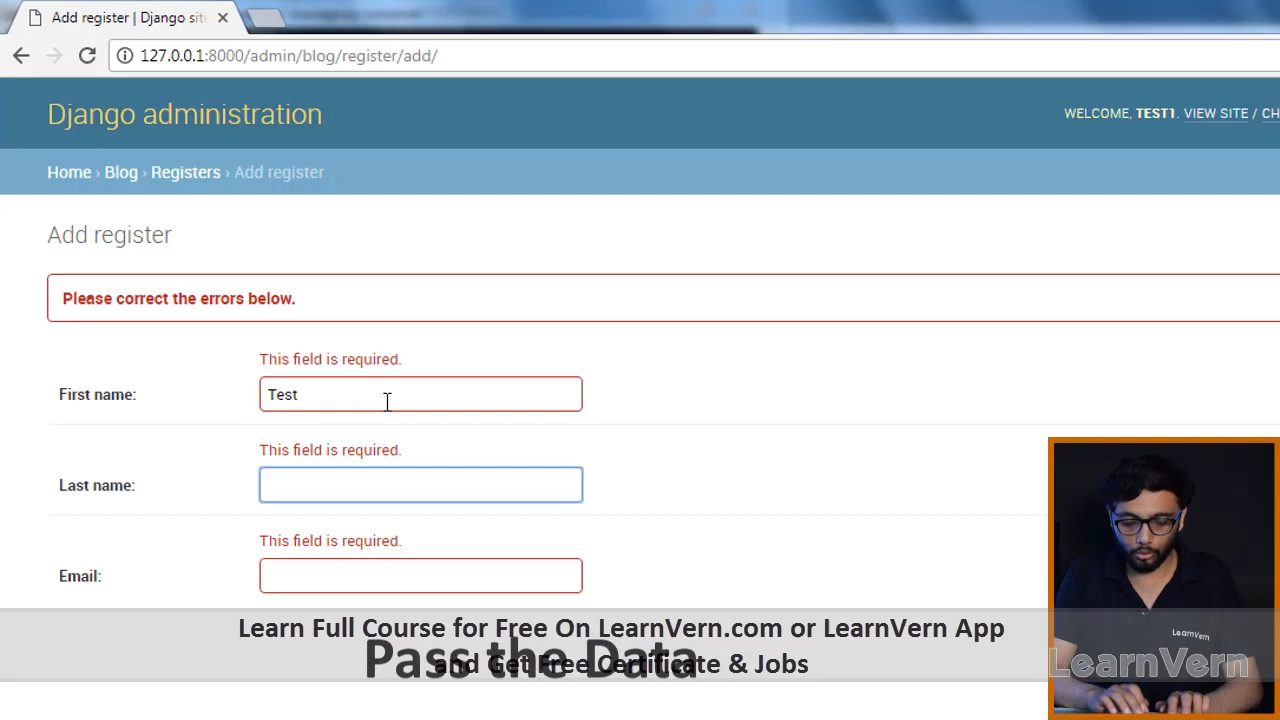 Add register | Django site
127.0.0.1:8000/admin/blog/register/add/
Django administration
WELCOME, TEST1. VIEW SITE / CH
Home › Blog › Registers › Add register
Add register
Please correct the errors below.
This field is required.
First name:
Test
This field is required.
Last name:
This field is required.
Email:
Learn Full Course for Free On LearnVern.com or LearnVern App
and Get Free Certificate & Jobs
Pass the Data
LearnVern
LearnVern